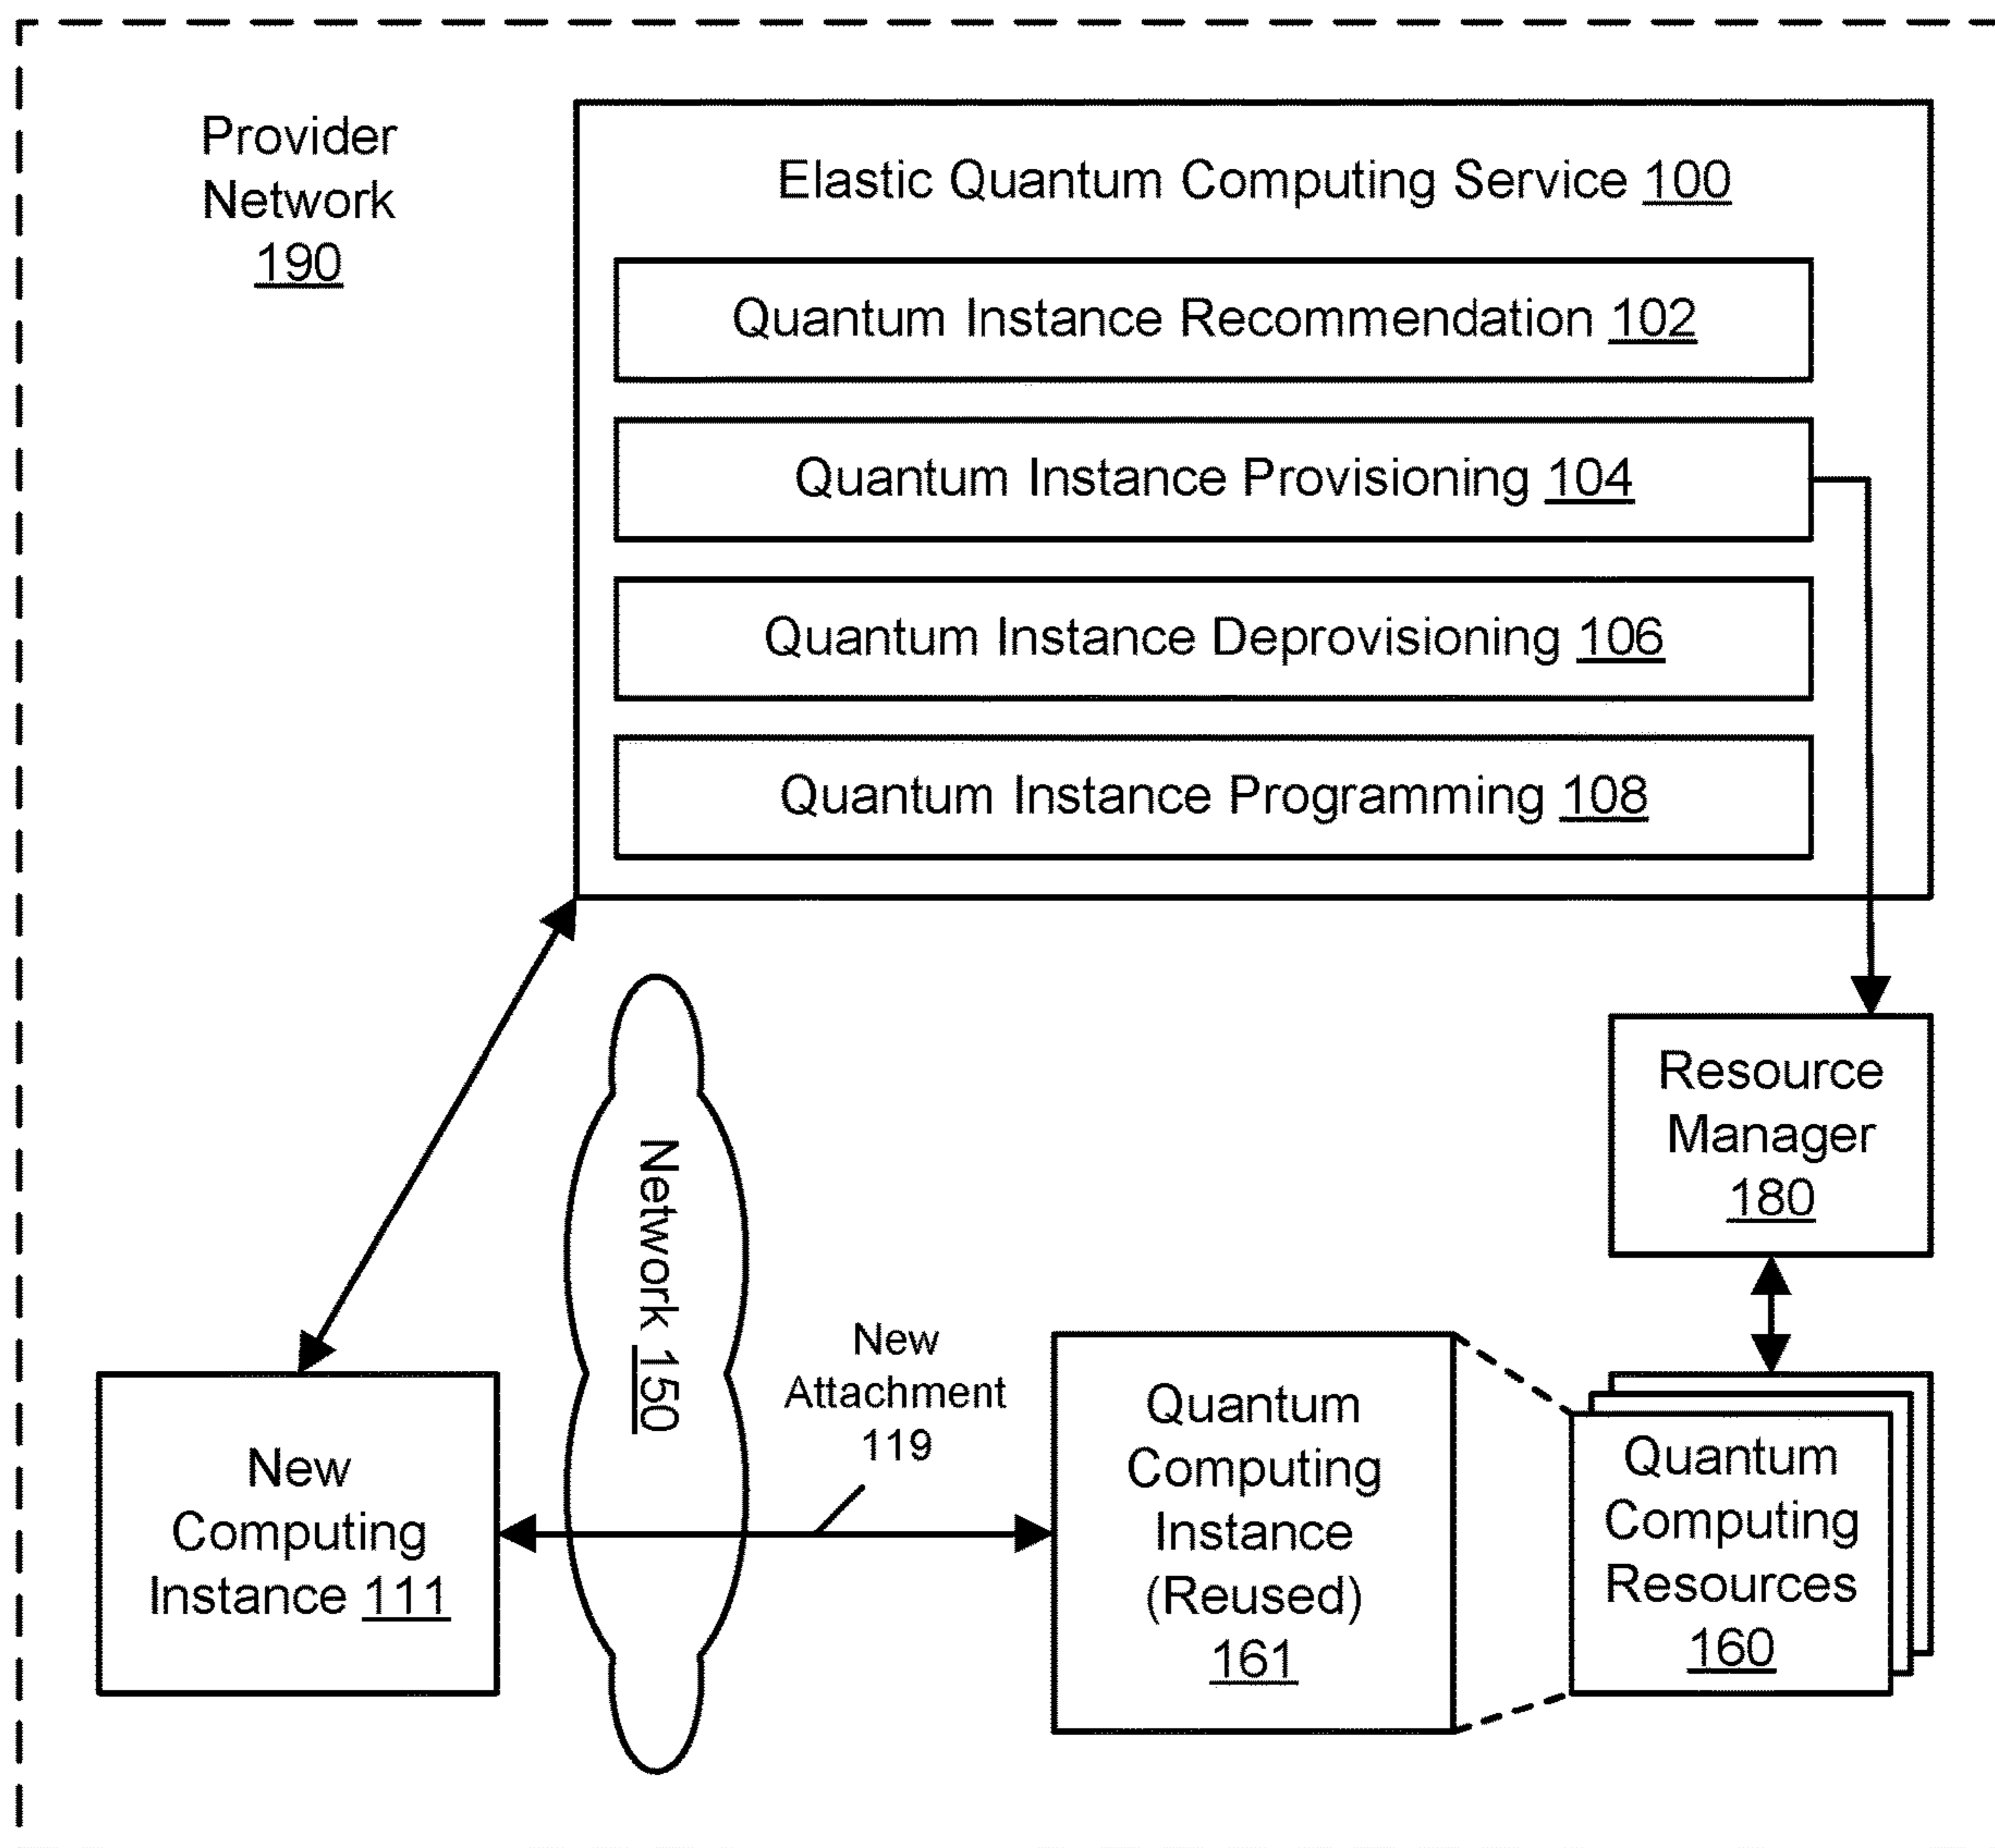 Provider
Network
190
Elastic Quantum Computing Service 100
Quantum Instance Recommendation 102
Quantum Instance Provisioning 104
Quantum Instance Deprovisioning 106
Quantum Instance Programming 108
Resource
Manager
180
Network 150
New
Attachment
119
New
Computing
Instance 111
Quantum
Computing
Instance
(Reused)
161
Quantum
Computing
Resources
160